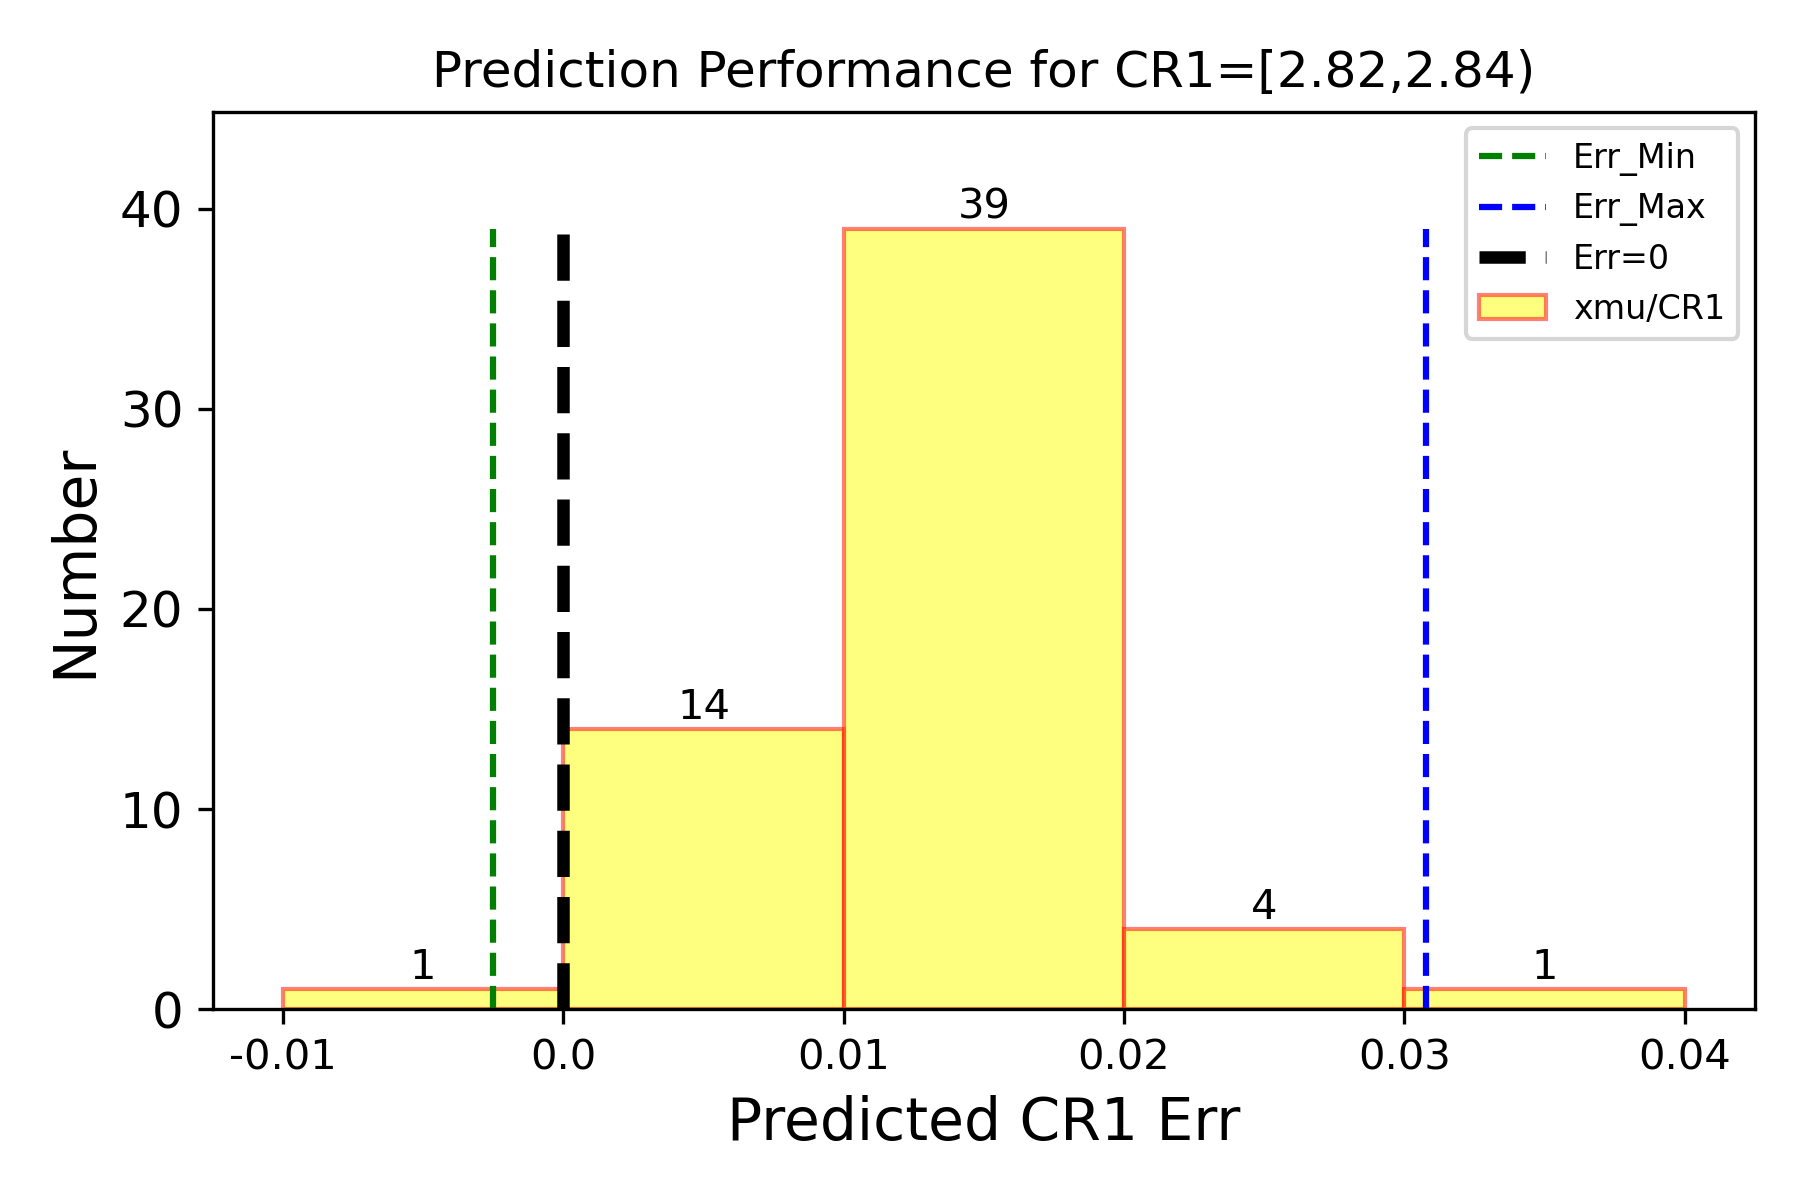 Prediction Performance for CR1=[2.82,2.84)
Err_Min
Err_Max
Err=0
xmu/CR1
Number
40
30
20
10
0
1
14
39
4
1
-0.01
0.0
0.01
0.02
0.03
0.04
Predicted CR1 Err